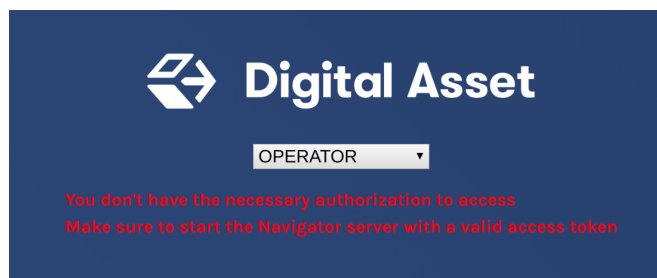 Digital Asset
OPERATOR
You don't have the necessary authorization to access
Make sure to start the Navigator server with a valid access token